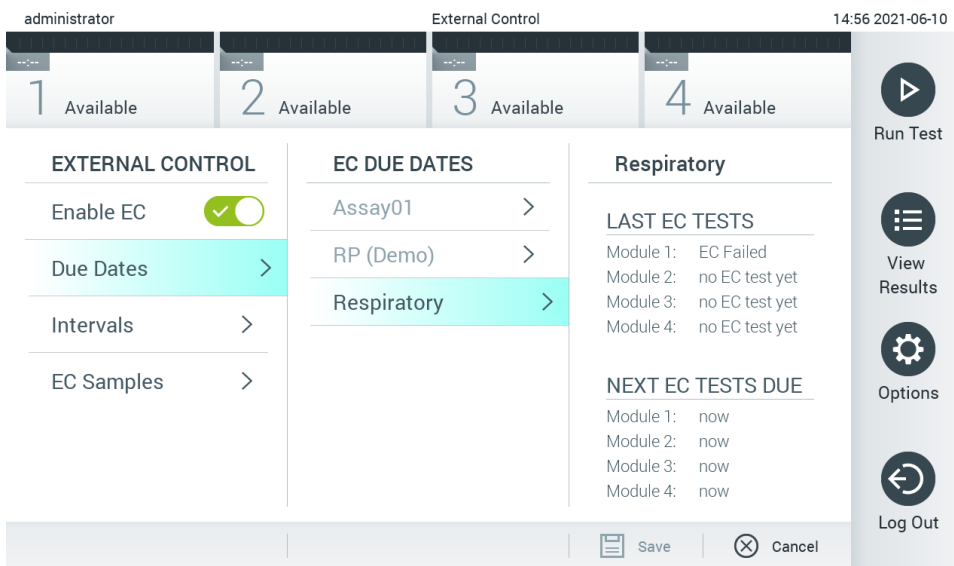 administrator External Control 14:56 2021-06-10
--:-- --:-- --:-- --:--
1 Available 2 Available 3 Available 4 Available
Run Test
View
Results
Options
Log Out
EXTERNAL CONTROL
Enable EC
Due Dates
Intervals
EC Samples
EC DUE DATES
Assay01
RP (Demo)
Respiratory
Respiratory
LAST EC TESTS
Module 1: EC Failed
Module 2: no EC test yet
Module 3: no EC test yet
Module 4: no EC test yet
NEXT EC TESTS DUE
Module 1: now
Module 2: now
Module 3: now
Module 4: now
Save Cancel